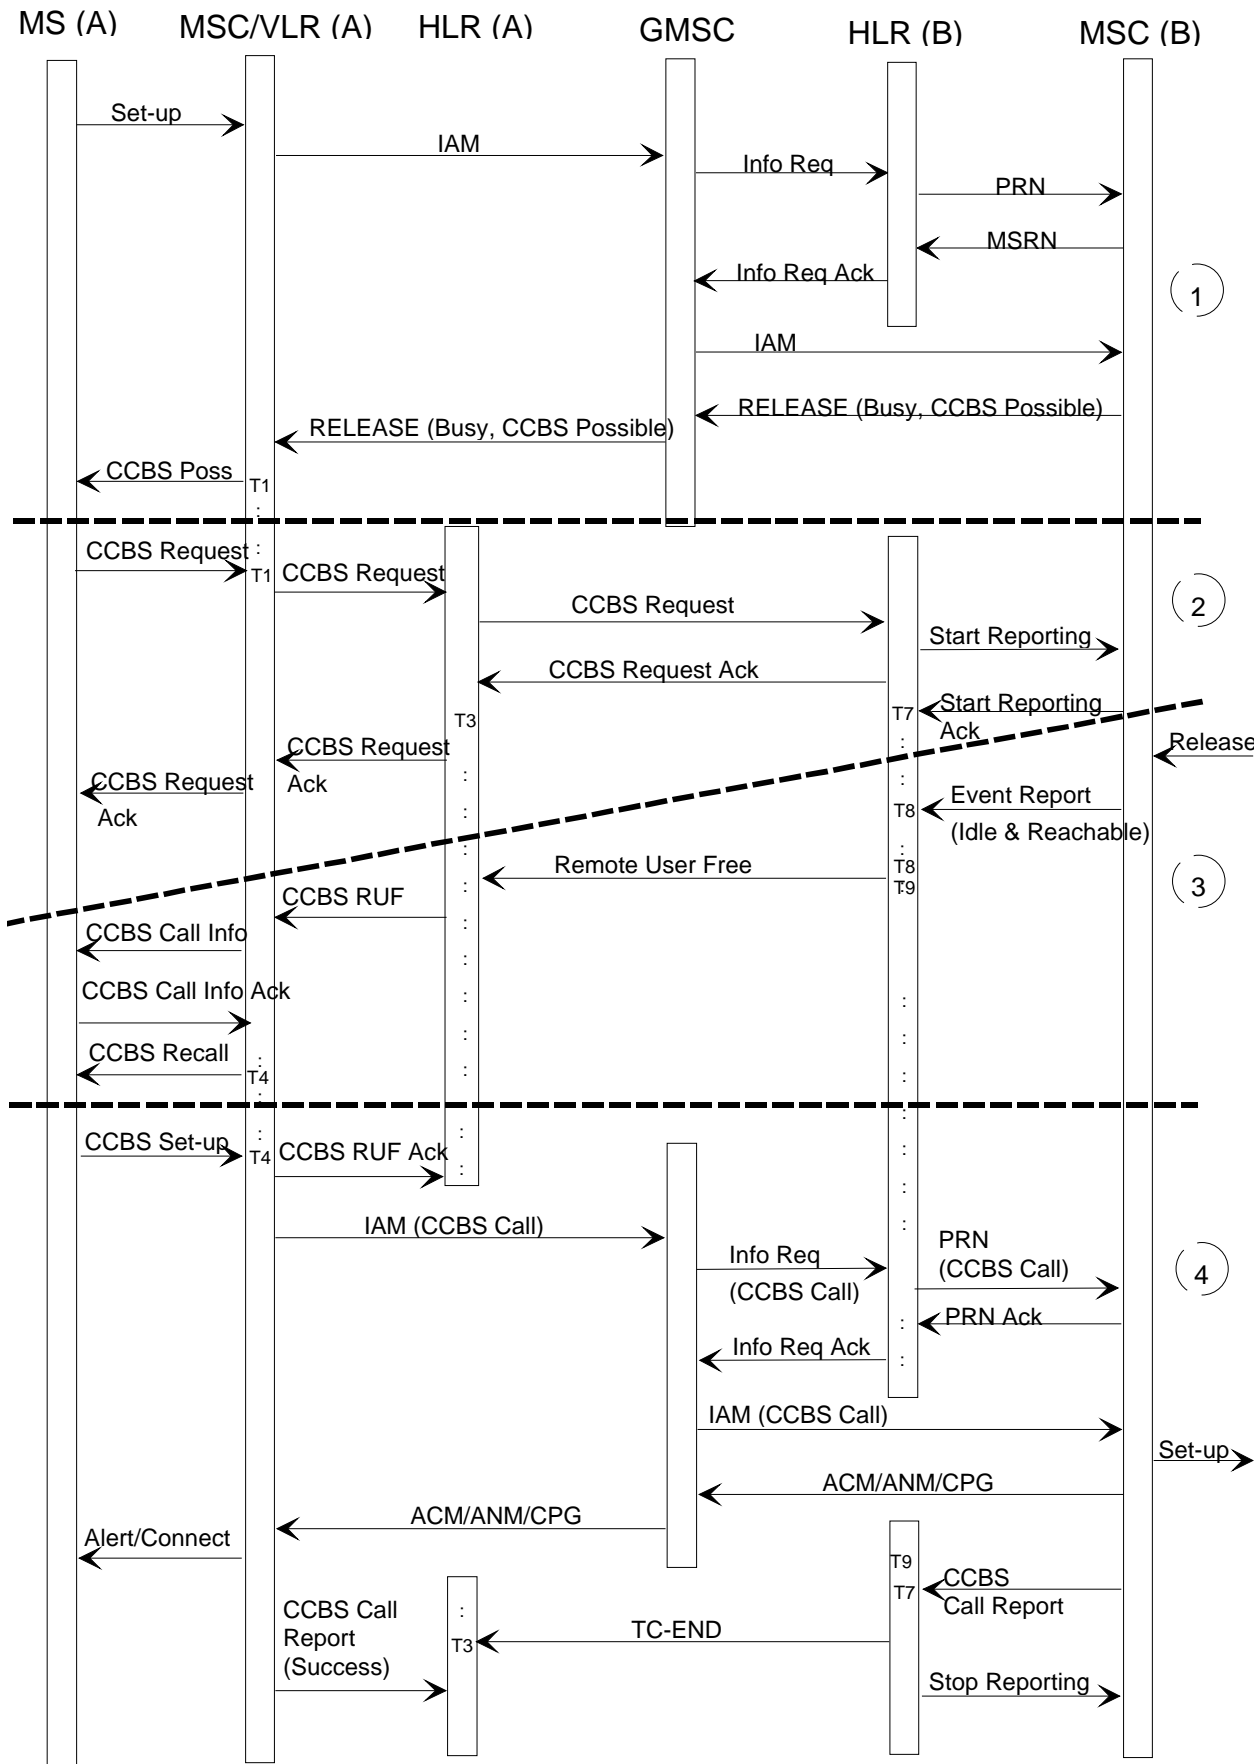 MS (A)
MSC/VLR (A)
HLR (A)
GMSC
HLR (B)
MSC (B)
Set-up
IAM
Info Req
PRN
MSRN
Info Req Ack
1
IAM
RELEASE (Busy, CCBS Possible)
RELEASE (Busy, CCBS Possible)
CCBS Poss
T1
CCBS Request
T1
CCBS Request
CCBS Request
2
Start Reporting
CCBS Request Ack
T3
T7
Start Reporting
Ack
CCBS Request
Ack
Release
CCBS Request
Ack
T8
Event Report
(Idle & Reachable)
Remote User Free
T8
T9
3
CCBS RUF
CCBS Call Info
CCBS Call Info Ack
CCBS Recall
T4
CCBS Set-up
T4
CCBS RUF Ack
IAM (CCBS Call)
Info Req
(CCBS Call)
PRN
(CCBS Call)
4
PRN Ack
Info Req Ack
IAM (CCBS Call)
Set-up
ACM/ANM/CPG
ACM/ANM/CPG
Alert/Connect
T9
T7
CCBS
Call Report
CCBS Call
Report
(Success)
T3
TC-END
Stop Reporting